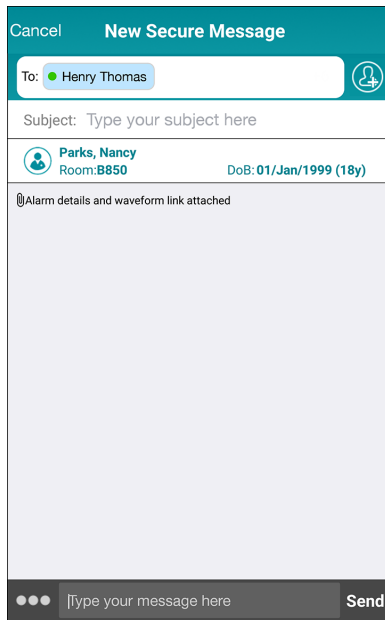 Cancel New Secure Message
To: Henry Thomas
Subject: Type your subject here
Parks, Nancy
Room:B850 DoB:01/Jan/1999 (18y)
Alarm details and waveform link attached
Type your message here Send